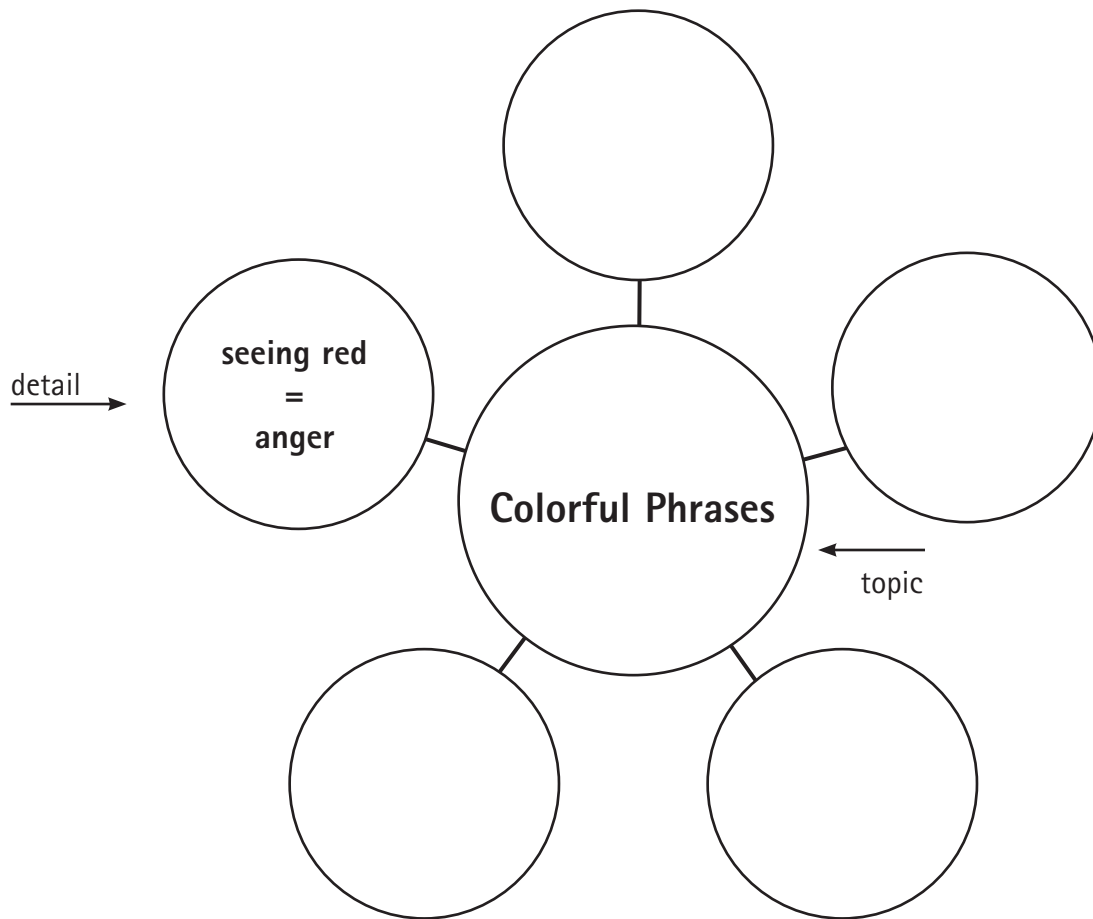 detail
seeing red
=
anger
Colorful Phrases
topic